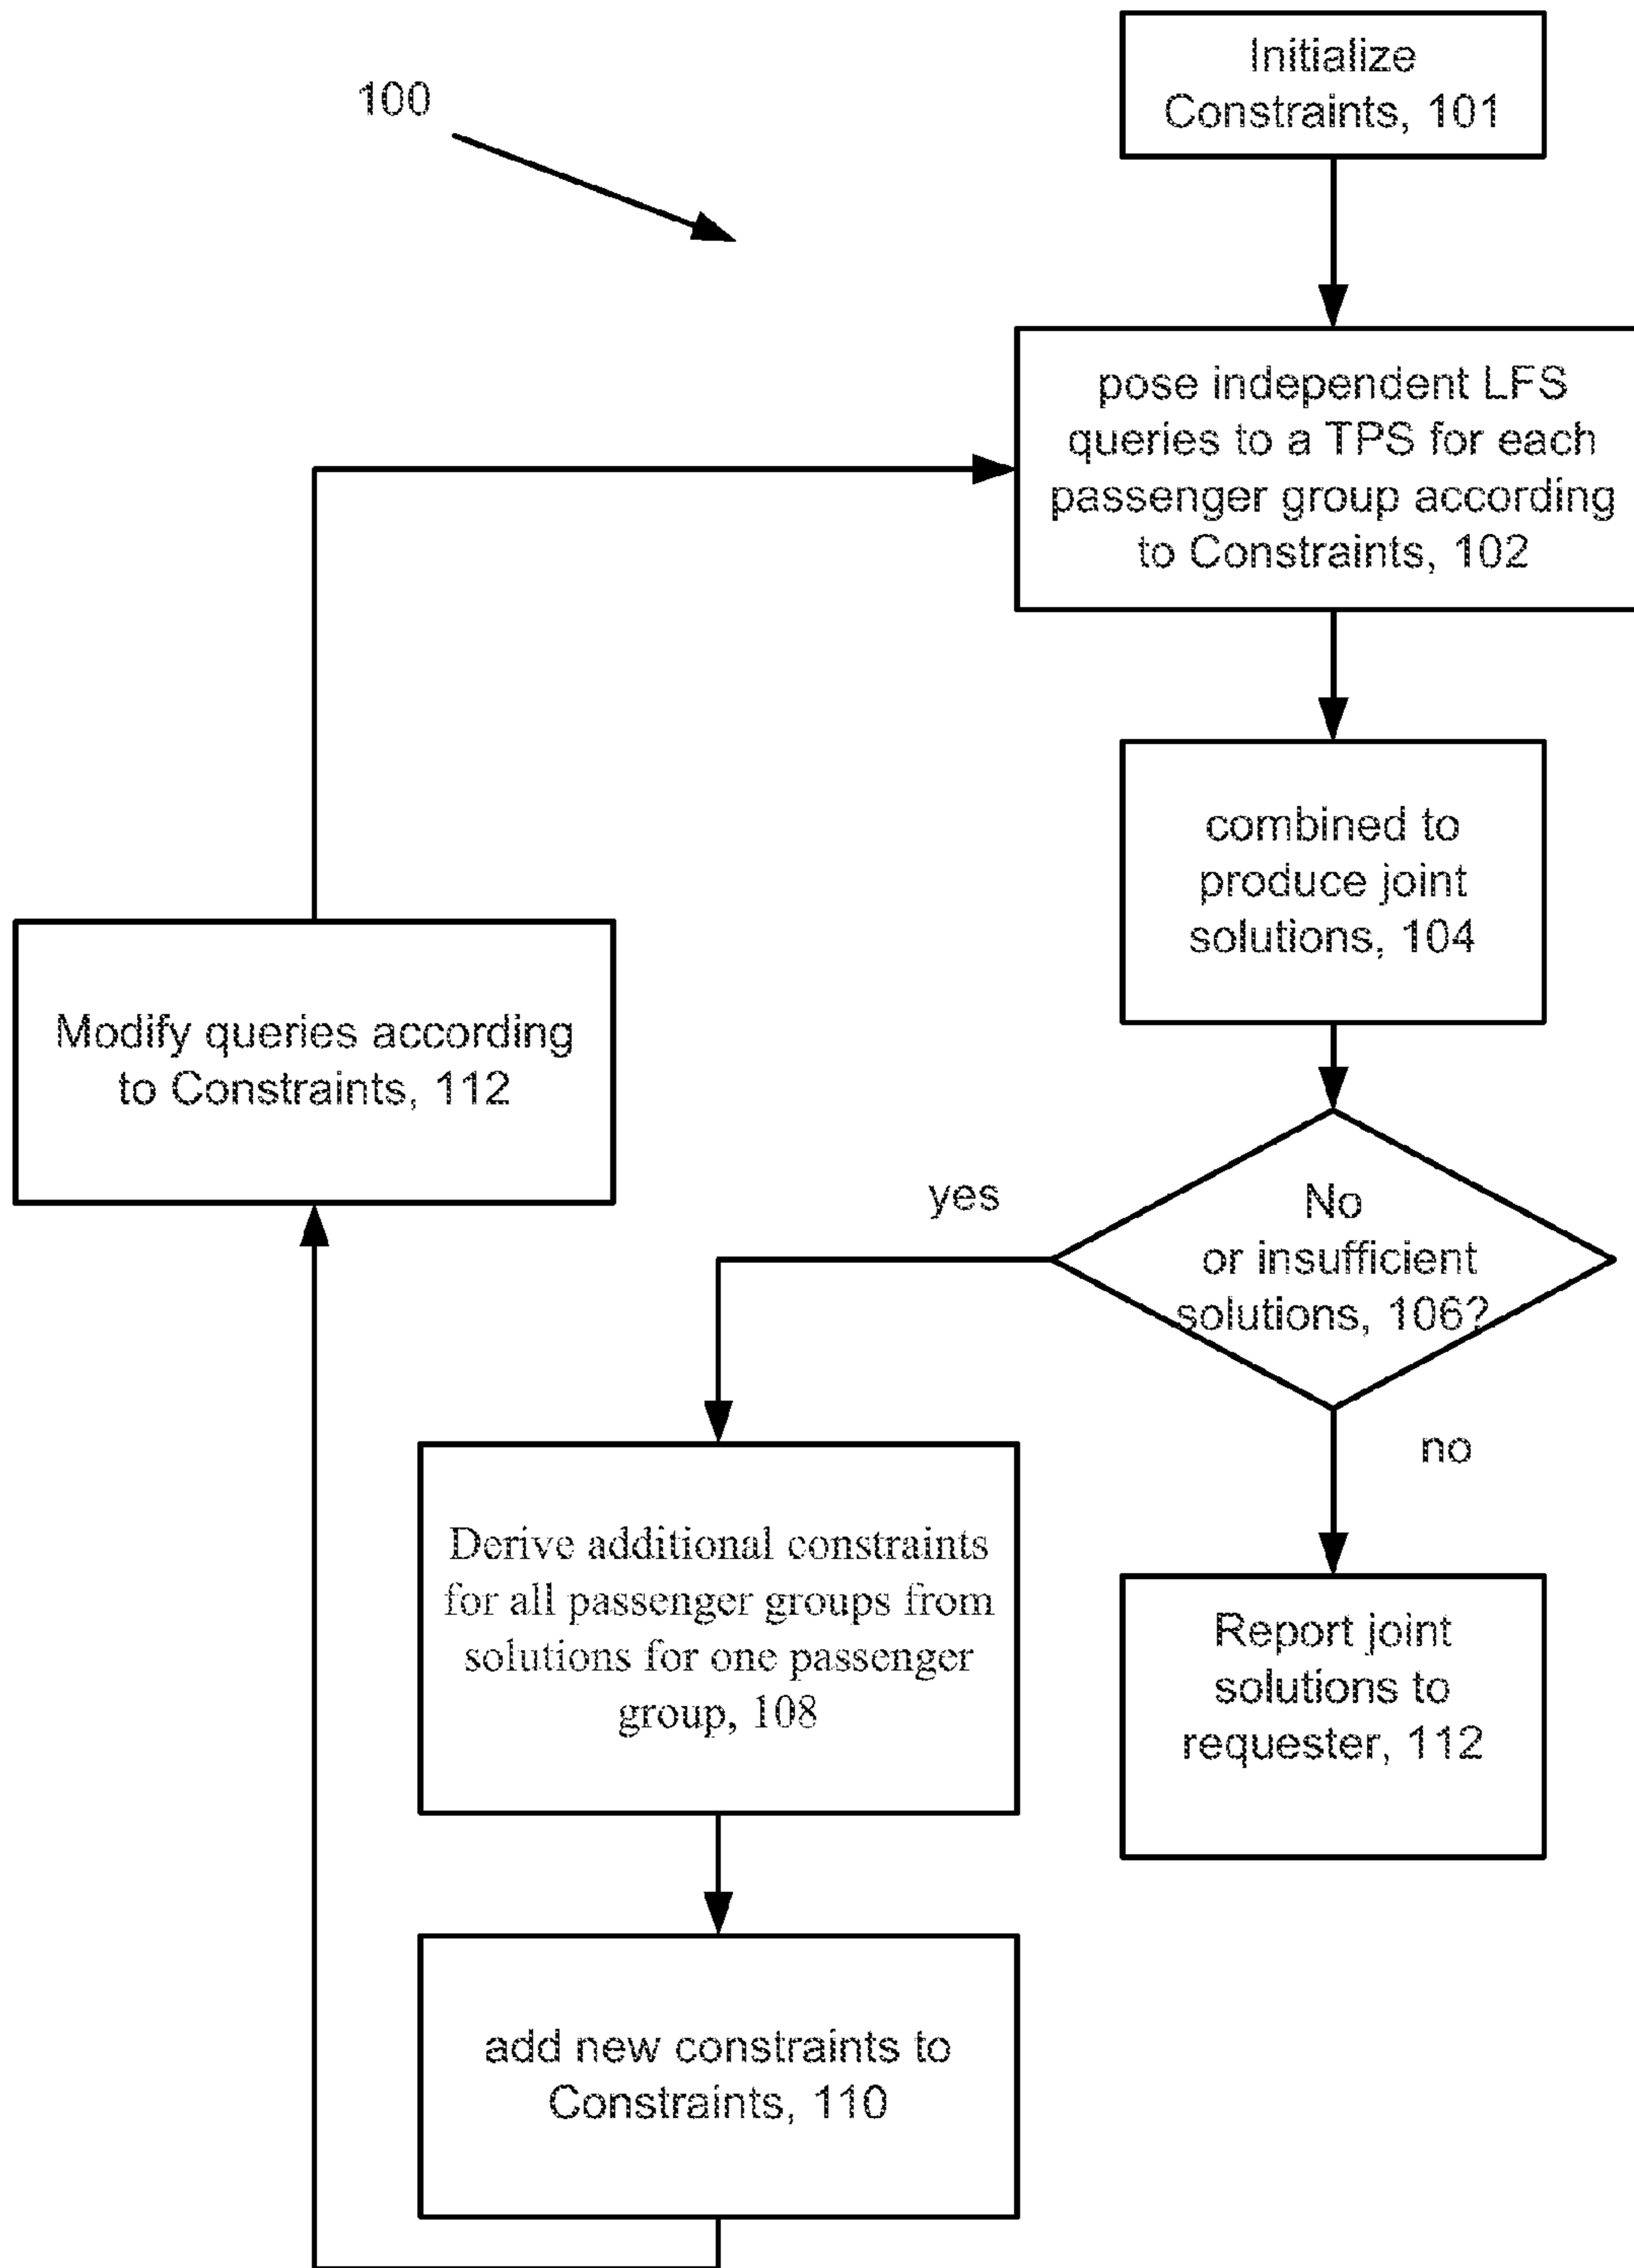 100
Initialize
Constraints, 101
pose independent LFS
queries to a TPS for each
passenger group according
to Constraints, 102
combined to
produce joint
solutions, 104
Modify queries according
to Constraints, 112
yes
No
or insufficient
solutions, 106?
no
Derive additional constraints
for all passenger groups from
solutions for one passenger
group, 108
Report joint
solutions to
requester, 112
add new constraints to
Constraints, 110